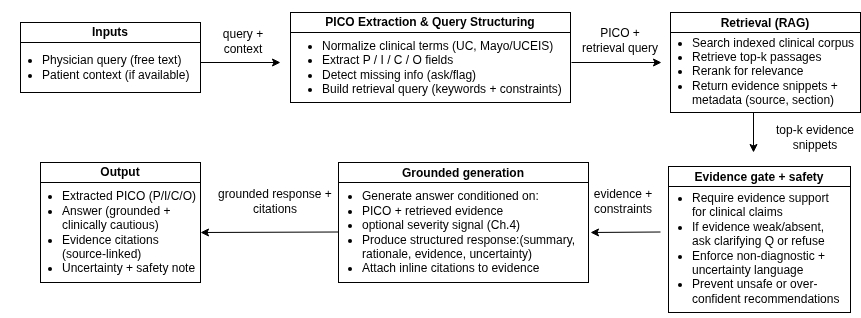 Inputs
• Physician query (free text)
• Patient context (if available)
query +
context
PICO Extraction & Query Structuring
• Normalize clinical terms (UC, Mayo/UCEIS)
• Extract P / I / C / O fields
• Detect missing info (ask/flag)
• Build retrieval query (keywords + constraints)
PICO +
retrieval query
Retrieval (RAG)
• Search indexed clinical corpus
• Retrieve top-k passages
• Rerank for relevance
• Return evidence snippets +
metadata (source, section)
top-k evidence
snippets
Evidence gate + safety
• Require evidence support
for clinical claims
• If evidence weak/absent,
ask clarifying Q or refuse
• Enforce non-diagnostic +
uncertainty language
• Prevent unsafe or over-
confident recommendations
evidence +
constraints
Grounded generation
• Generate answer conditioned on:
• PICO + retrieved evidence
• optional severity signal (Ch.4)
• Produce structured response:(summary,
rationale, evidence, uncertainty)
• Attach inline citations to evidence
grounded response +
citations
Output
• Extracted PICO (P/I/C/O)
• Answer (grounded +
clinically cautious)
• Evidence citations
(source-linked)
• Uncertainty + safety note